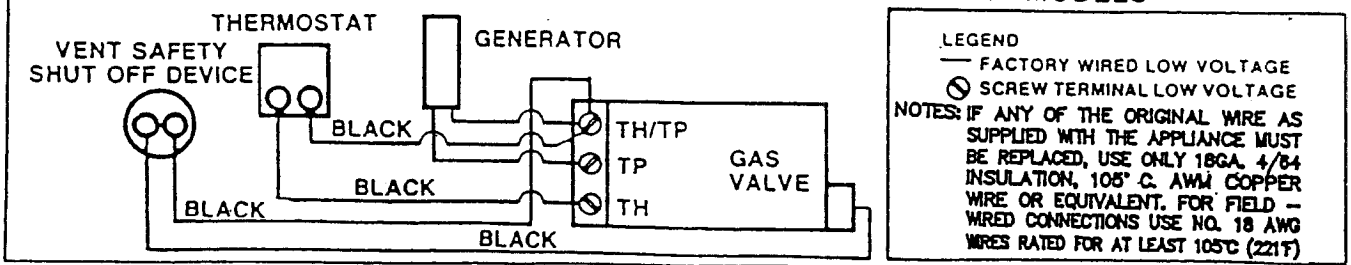 MODELS
THERMOSTAT
VENT SAFETY
SHUT OFF DEVICE
GENERATOR
BLACK
BLACK
BLACK
BLACK
TH/TP
TP
TH
GAS
VALVE
LEGEND
FACTORY WIRED LOW VOLTAGE
SCREW TERMINAL LOW VOLTAGE
NOTES: IF ANY OF THE ORIGINAL WIRE AS
SUPPLIED WITH THE APPLIANCE MUST
BE REPLACED, USE ONLY 18GA, 4/64
INSULATION, 105° C. AWM COPPER
WIRE OR EQUIVALENT. FOR FIELD -
WIRED CONNECTIONS USE NO. 18 AWG
WIRES RATED FOR AT LEAST 105°C (221°F)